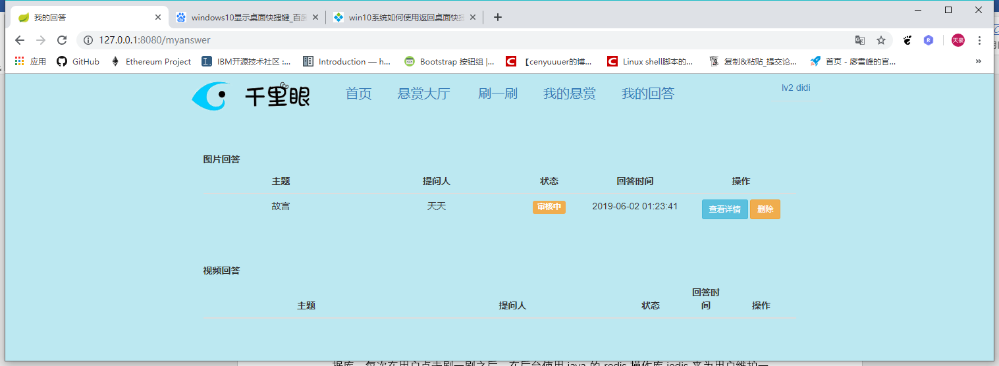 我的回答
windows10显示桌面快捷键_百度
win10系统如何使用返回桌面快捷
127.0.0.1:8080/myanswer
天豪
应用
GitHub
Ethereum Project
IBM开源技术社区 :...
Introduction — h...
Bootstrap 按钮组 |...
【cenyuuuer的博...
Linux shell脚本的...
复制&粘贴_提交论...
首页 - 廖雪峰的官...
»
千里眼
首页
悬赏大厅
刷一刷
我的悬赏
我的回答
lv2 didi
图片回答
主题 提问人 状态 回答时间 操作
故宫 天天 审核中 2019-06-02 01:23:41 查看详情 删除
视频回答
主题 提问人 状态 回答时间 操作
据库，每次在用户点击刷一刷之后，在后台使用 java 的 redis 操作库 jedis 来为用户维护一